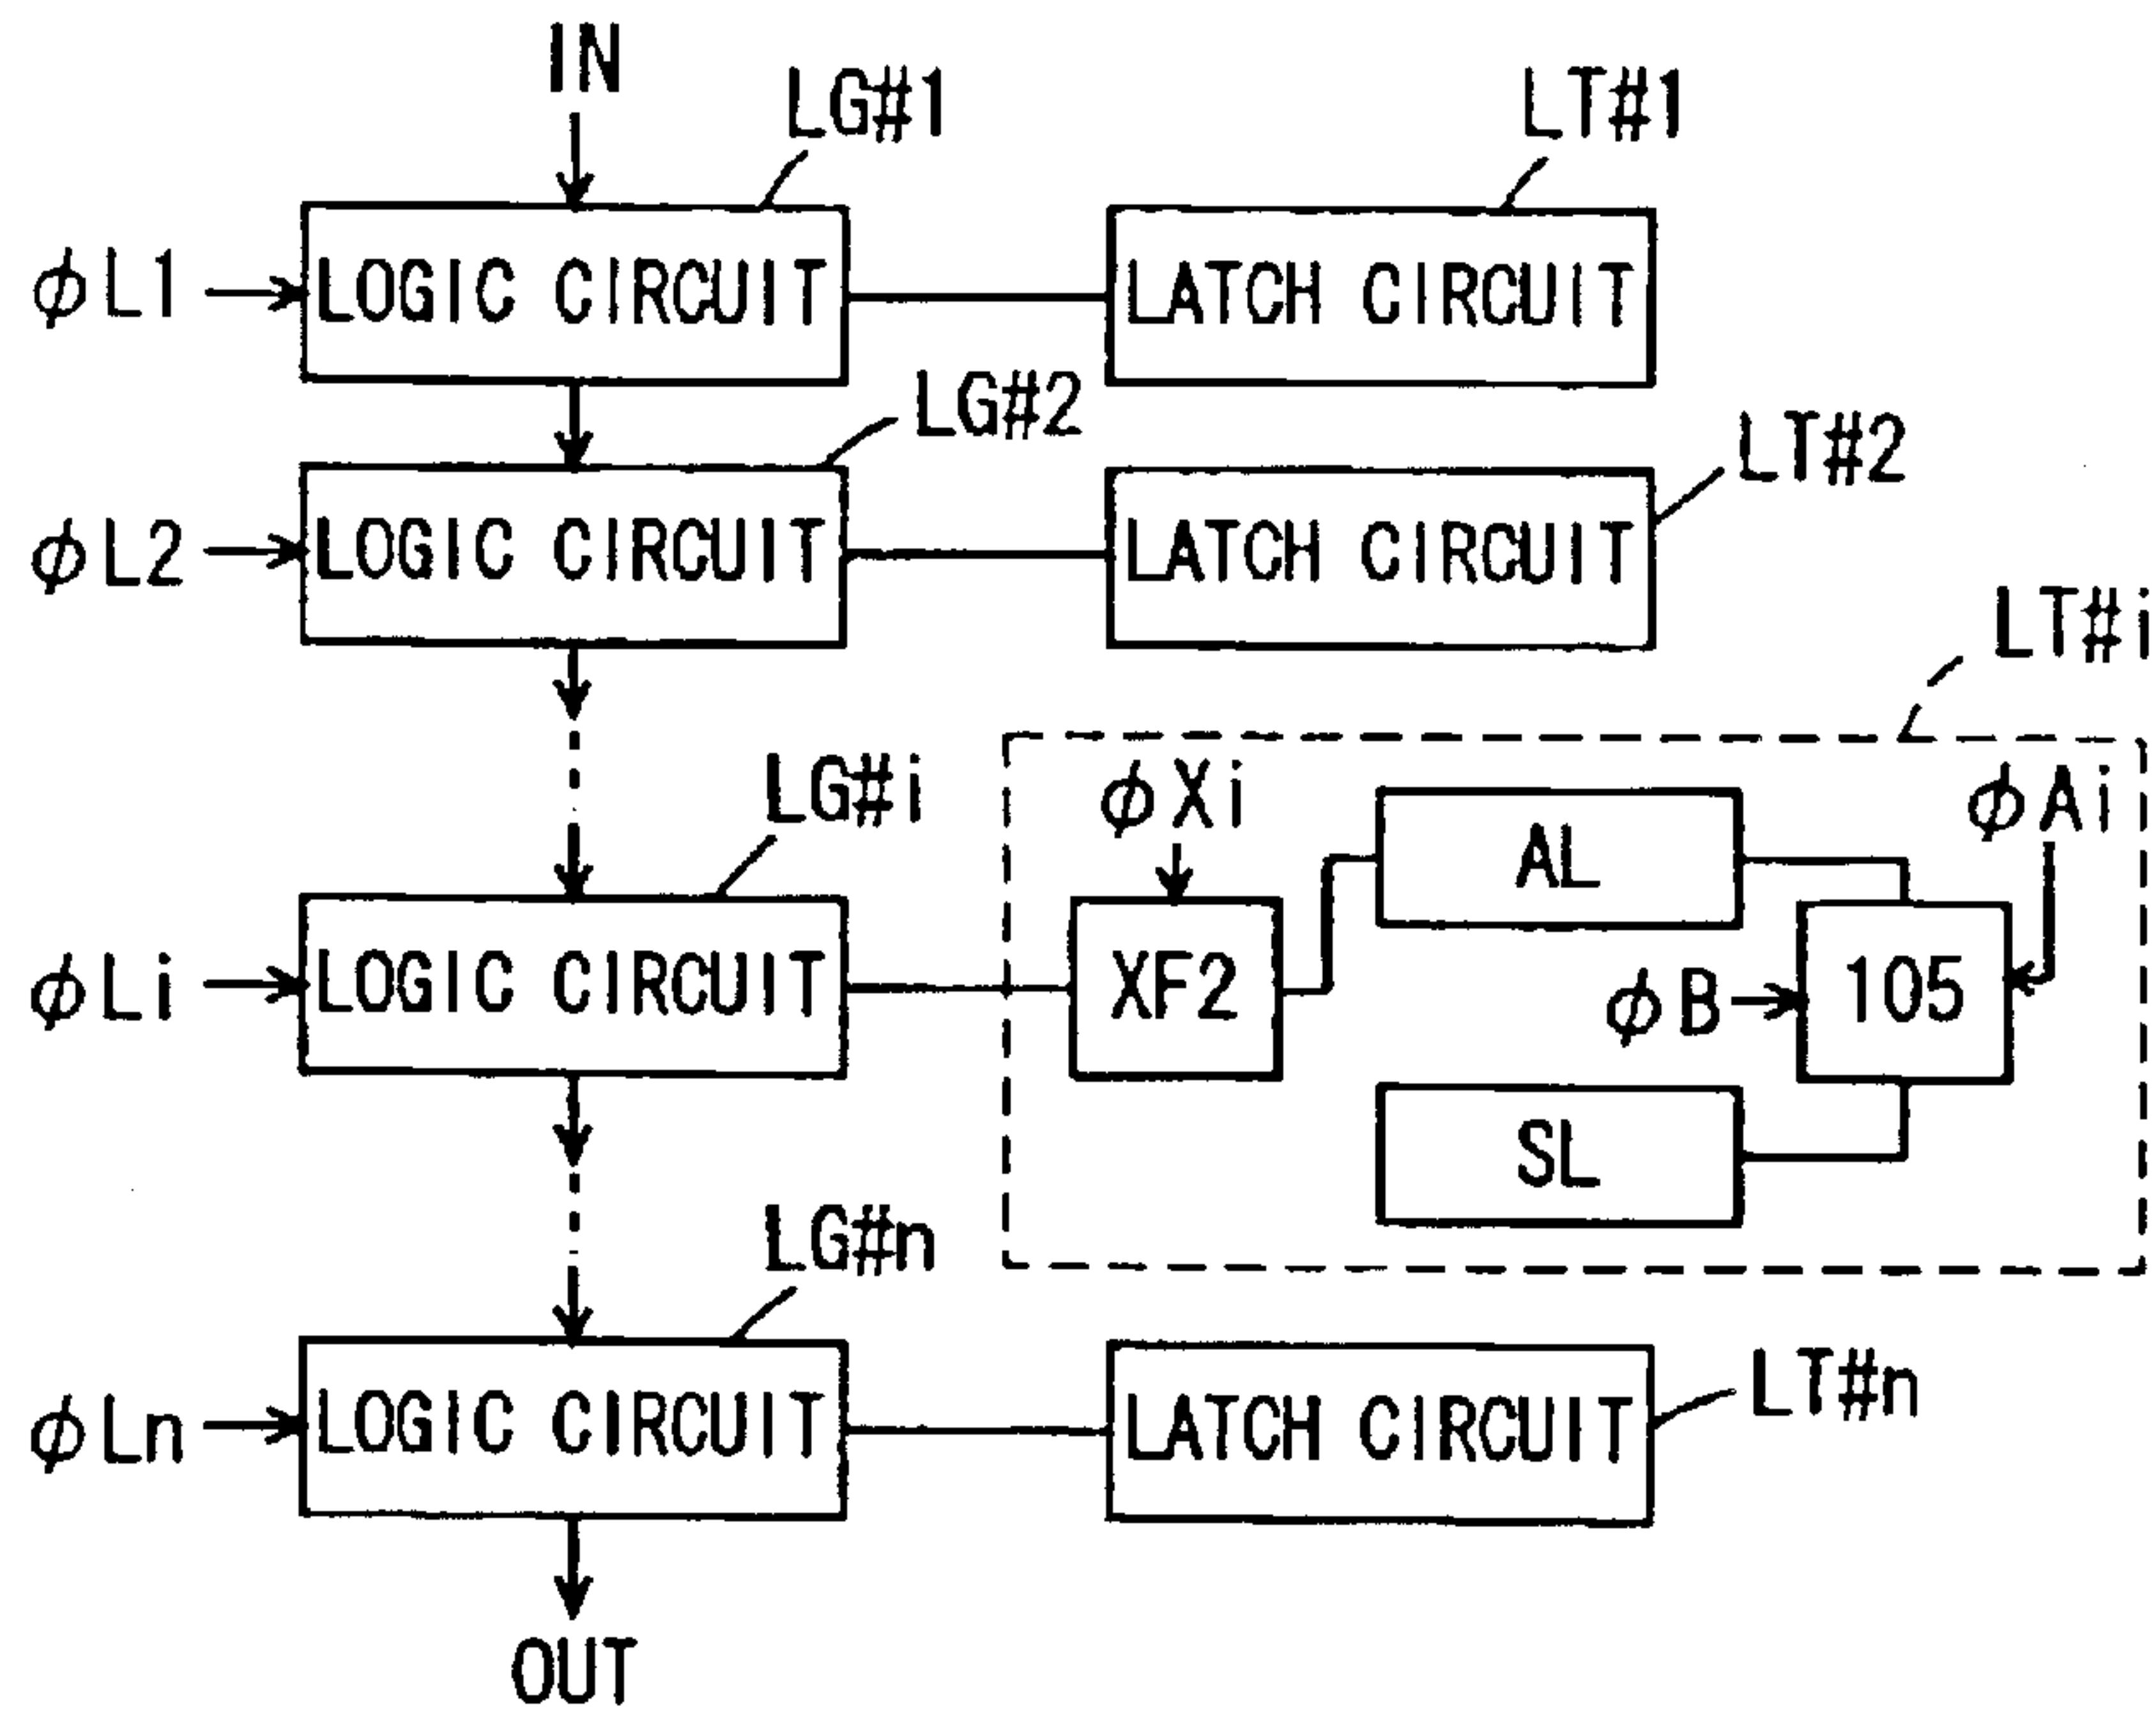 IN
LG#1
LT#1
φL1
LOGIC CIRCUIT
LATCH CIRCUIT
LG#2
LT#2
φL2
LOGIC CIRCUIT
LATCH CIRCUIT
LT#i
LG#i
φXi
AL
φAi
φLi
LOGIC CIRCUIT
XF2
φB
105
SL
LG#n
LT#n
φLn
LOGIC CIRCUIT
LATCH CIRCUIT
OUT